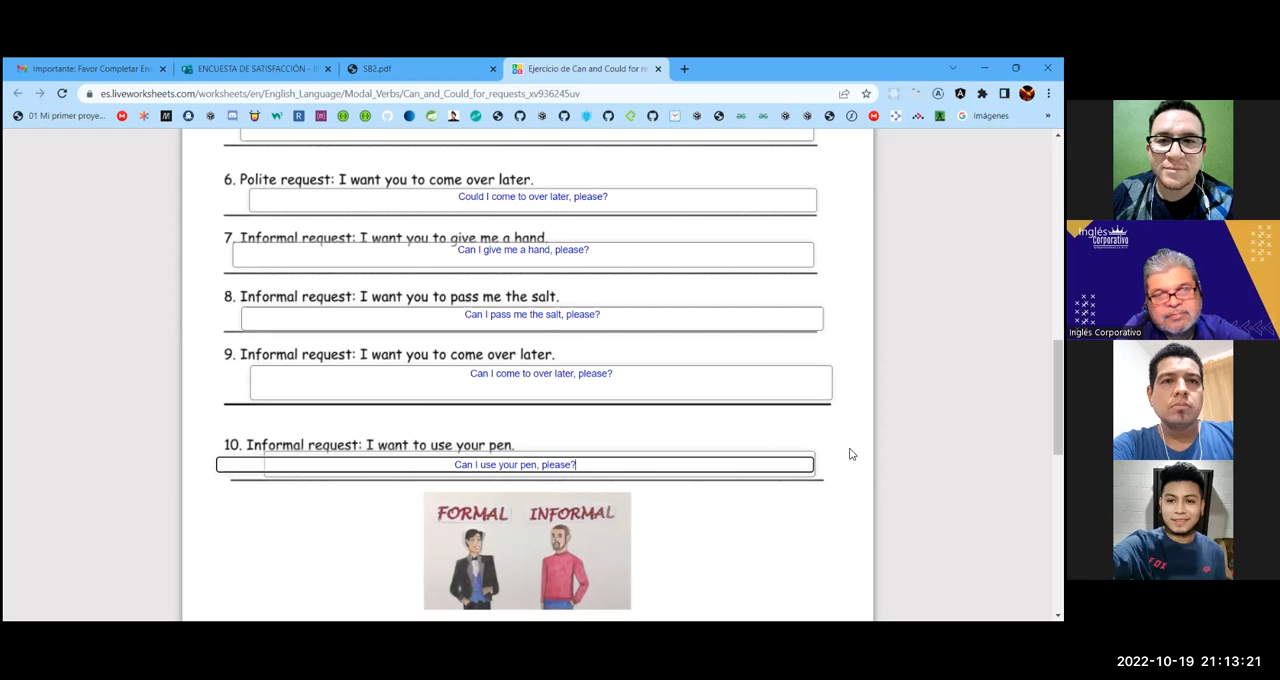 Importante: Favor Completar Enc
ENCUESTA DE SATISFACCIÓN - I
SB2.pdf
Ejercicio de Can and Could for re
es.liveworksheets.com/worksheets/en/English_Language/Modal_Verbs/Can_and_Could_for_requests_xv936245uv
01 Mi primer proye...
Imágenes
6. Polite request: I want you to come over later.
Could I come to over later, please?
7. Informal request: I want you to give me a hand.
Can I give me a hand, please?
8. Informal request: I want you to pass me the salt.
Can I pass me the salt, please?
9. Informal request: I want you to come over later.
Can I come to over later, please?
10. Informal request: I want to use your pen.
Can I use your pen, please?
FORMAL INFORMAL
Inglés
Corporativo
Inglés Corporativo
FOX
2022-10-19 21:13:21